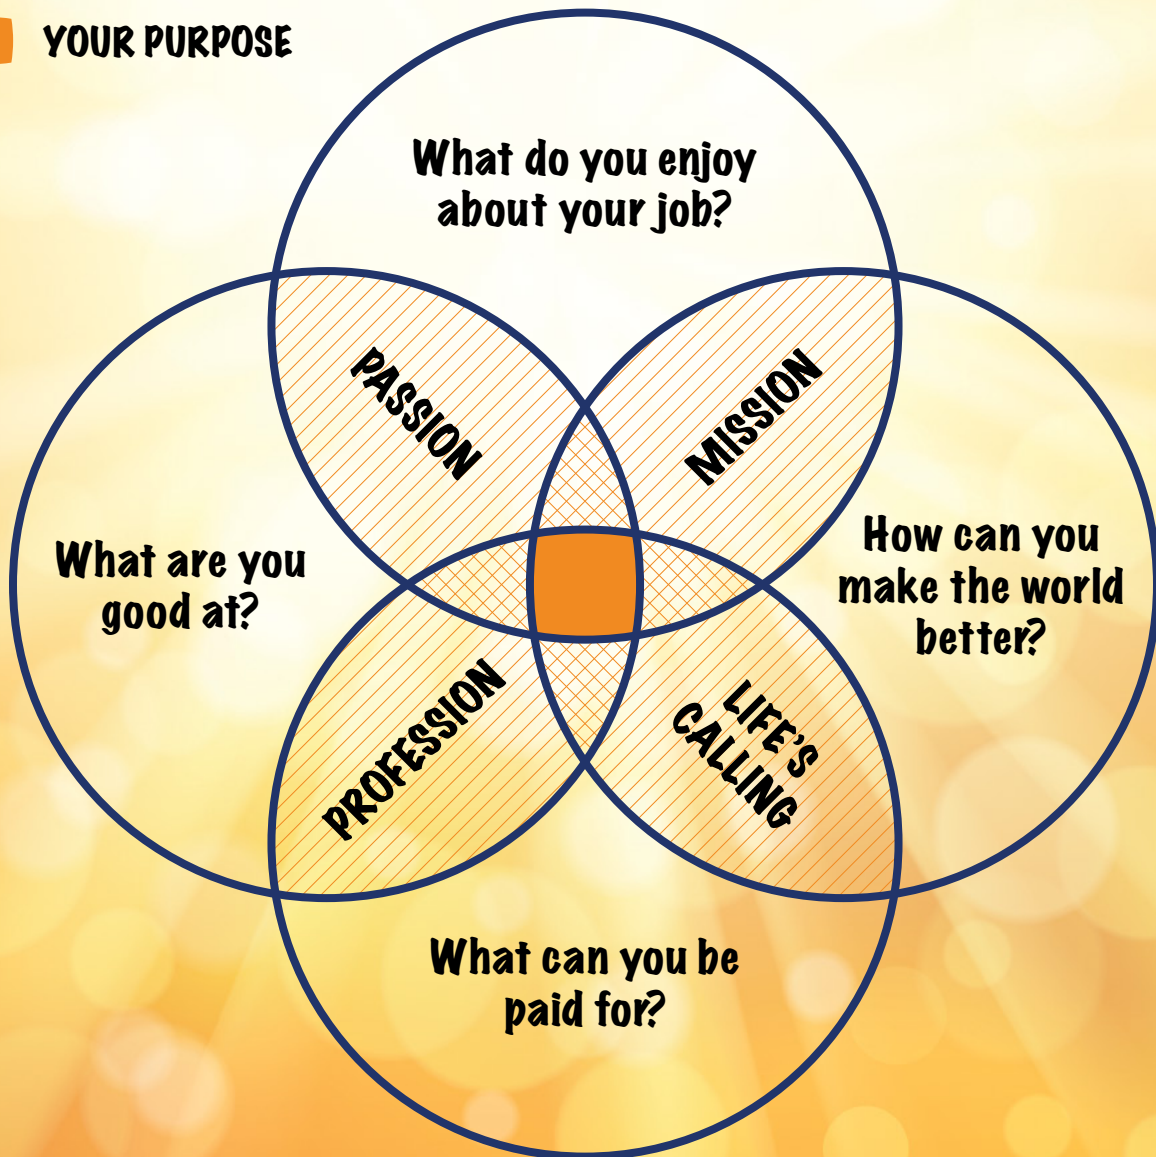 YOUR PURPOSE
What do you enjoy
about your job?
PASSION
MISSION
What are you
good at?
How can you
make the world
better?
PROFESSION
LIFE'S
CALLING
What can you be
paid for?